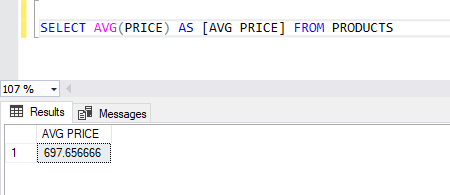 SELECT AVG(PRICE) AS [AVG PRICE] FROM PRODUCTS
107 %
Results Messages
AVG PRICE
1 697.656666